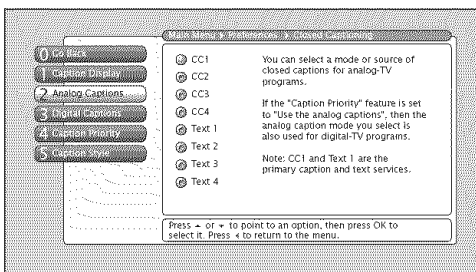 Main Menu > Preferences > Closed Captioning
0 Go Back
1 Caption Display
2 Analog Captions
3 Digital Captions
4 Caption Priority
5 Caption Style
CC1
CC2
CC3
CC4
Text 1
Text 2
Text 3
Text 4
You can select a mode or source of
closed captions for analog-TV
programs.
If the "Caption Priority" feature is set
to "Use the analog captions", then the
analog caption mode you select is
also used for digital-TV programs.
Note: CC1 and Text 1 are the
primary caption and text services.
Press ▲ or ▼ to point to an option, then press OK to
select it. Press ◀ to return to the menu.